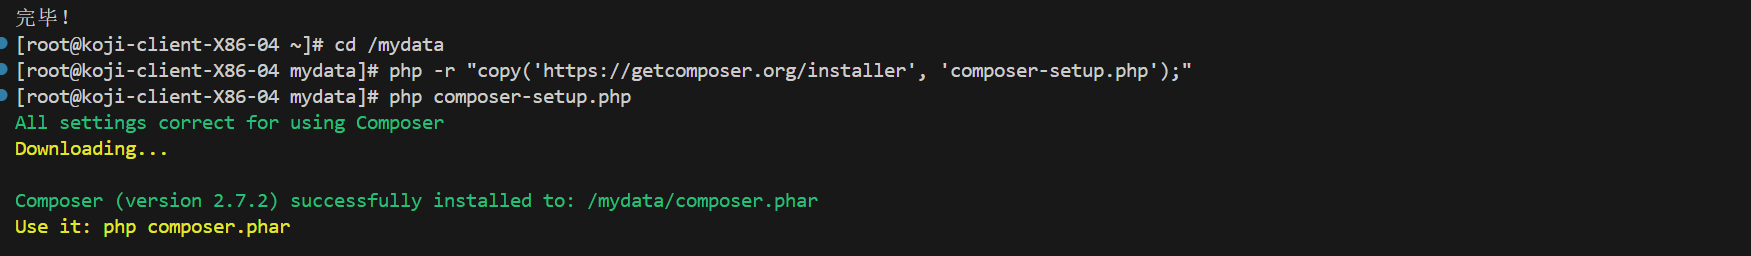 完毕!
[root@koji-client-X86-04 ~]# cd /mydata
[root@koji-client-X86-04 mydata]# php -r "copy('https://getcomposer.org/installer', 'composer-setup.php');"
[root@koji-client-X86-04 mydata]# php composer-setup.php
All settings correct for using Composer
Downloading...
Composer (version 2.7.2) successfully installed to: /mydata/composer.phar
Use it: php composer.phar